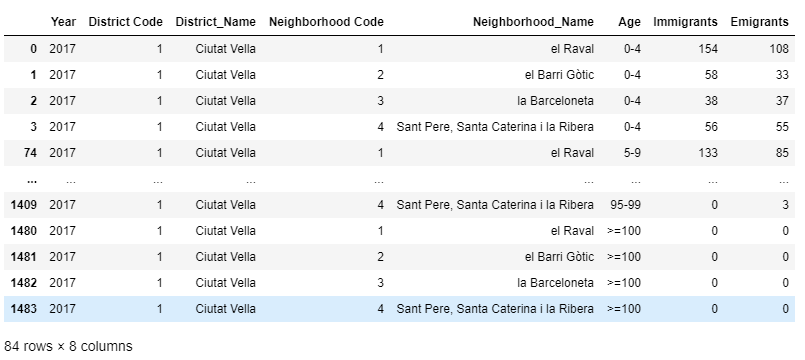 Year District Code District_Name Neighborhood Code Neighborhood_Name Age Immigrants Emigrants
0 2017 1 Ciutat Vella 1 el Raval 0-4 154 108
1 2017 1 Ciutat Vella 2 el Barri Gòtic 0-4 58 33
2 2017 1 Ciutat Vella 3 la Barceloneta 0-4 38 37
3 2017 1 Ciutat Vella 4 Sant Pere, Santa Caterina i la Ribera 0-4 56 55
74 2017 1 Ciutat Vella 1 el Raval 5-9 133 85
... ... ... ... ... ... ... ... ...
1409 2017 1 Ciutat Vella 4 Sant Pere, Santa Caterina i la Ribera 95-99 0 3
1480 2017 1 Ciutat Vella 1 el Raval >=100 0 0
1481 2017 1 Ciutat Vella 2 el Barri Gòtic >=100 0 0
1482 2017 1 Ciutat Vella 3 la Barceloneta >=100 0 0
1483 2017 1 Ciutat Vella 4 Sant Pere, Santa Caterina i la Ribera >=100 0 0
84 rows × 8 columns